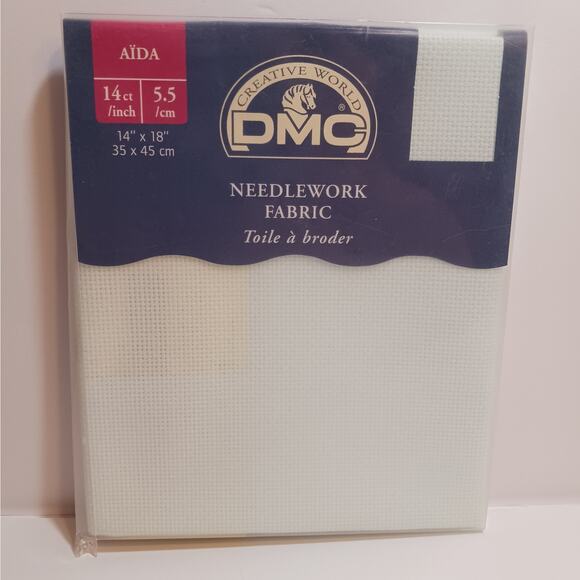 AÏDA
14 ct /inch
5.5 /cm
14" x 18"
35 x 45 cm
CREATIVE WORLD
DMC®
NEEDLEWORK
FABRIC
Toile à broder